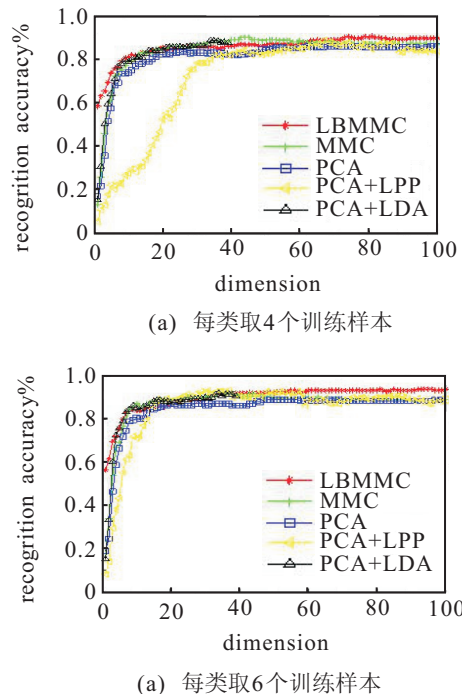 1.0
0.8
0.6
0.4
0.2
0
recogrition accuracy%
LBMMC
MMC
PCA
PCA+LPP
PCA+LDA
0 20 40 60 80 100
dimension
(a) 每类取4个训练样本
1.0
0.8
0.6
0.4
0.2
0
recogrition accuracy%
LBMMC
MMC
PCA
PCA+LPP
PCA+LDA
0 20 40 60 80 100
dimension
(a) 每类取6个训练样本